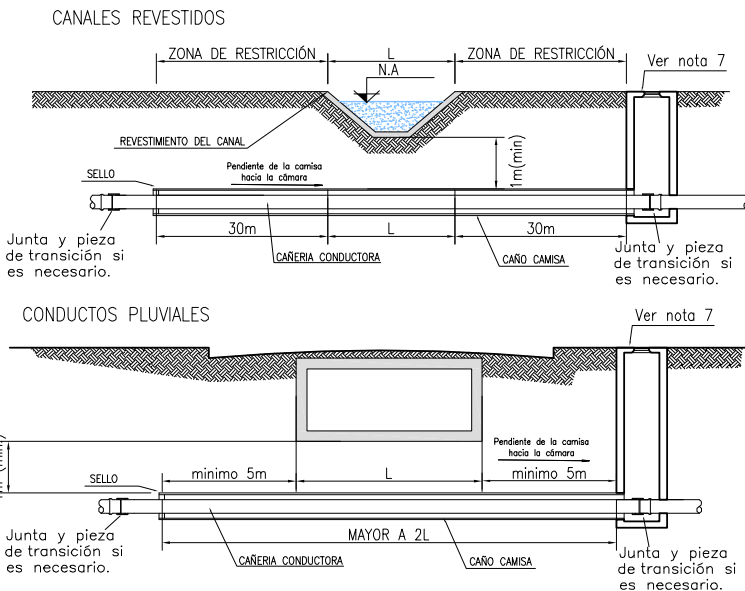 CANALES REVESTIDOS
ZONA DE RESTRICCIÓN
L
ZONA DE RESTRICCIÓN
N.A
Ver nota 7
REVESTIMIENTO DEL CANAL
1m(min)
Pendiente de la camisa
hacia la cámara
SELLO
30m
L
30m
Junta y pieza
de transición si
es necesario.
CAÑERIA CONDUCTORA
CAÑO CAMISA
Junta y pieza
de transición si
es necesario.
CONDUCTOS PLUVIALES
Ver nota 7
Pendiente de la camisa
hacia la cámara
SELLO
minimo 5m
L
minimo 5m
MAYOR A 2L
Junta y pieza
de transición si
es necesario.
CAÑERIA CONDUCTORA
CAÑO CAMISA
Junta y pieza
de transición si
es necesario.